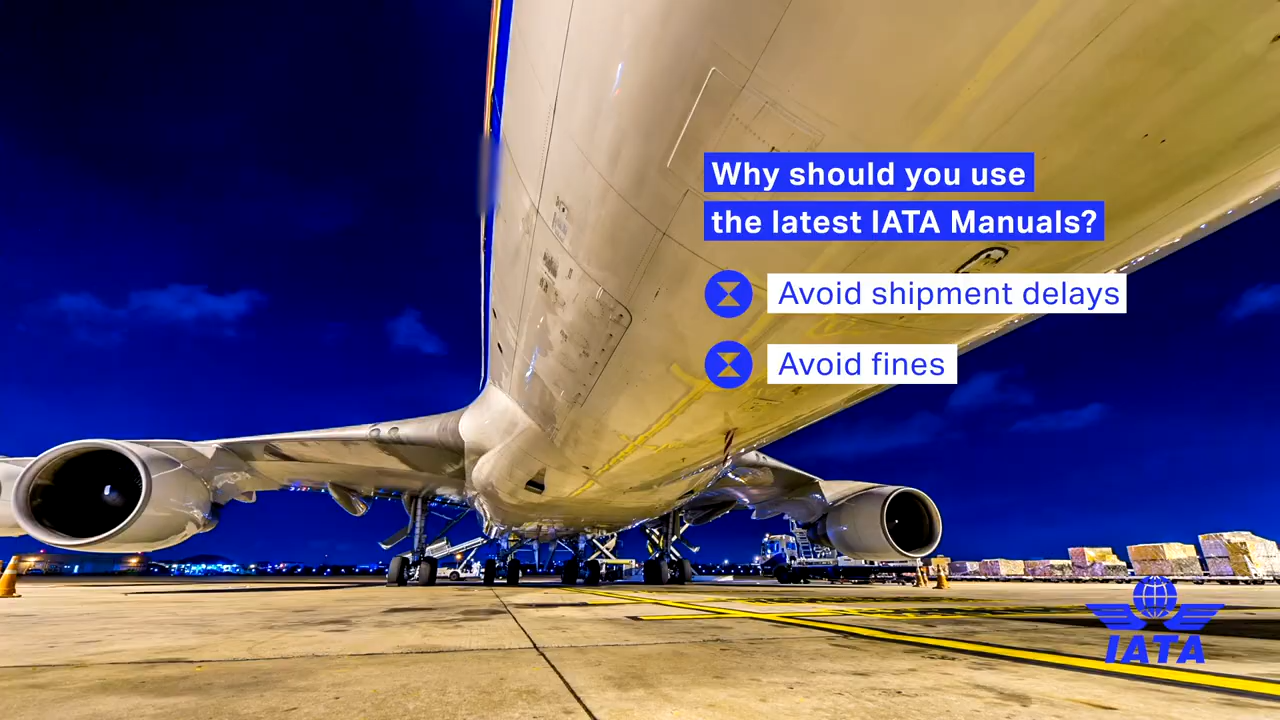 Why should you use
the latest IATA Manuals?
Avoid shipment delays
Avoid fines
IATA